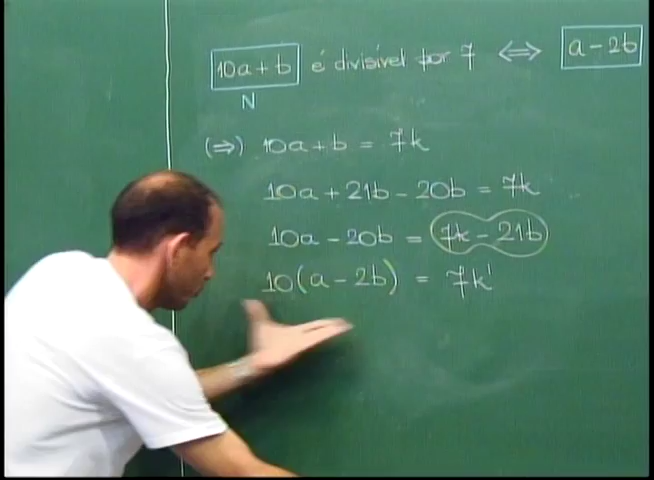 10a + b é divisível por 7 ⟺ a - 2b
N
(⇒) 10a + b = 7k
10a + 21b - 20b = 7k
10a - 20b = 7k - 21b
10(a - 2b) = 7k'